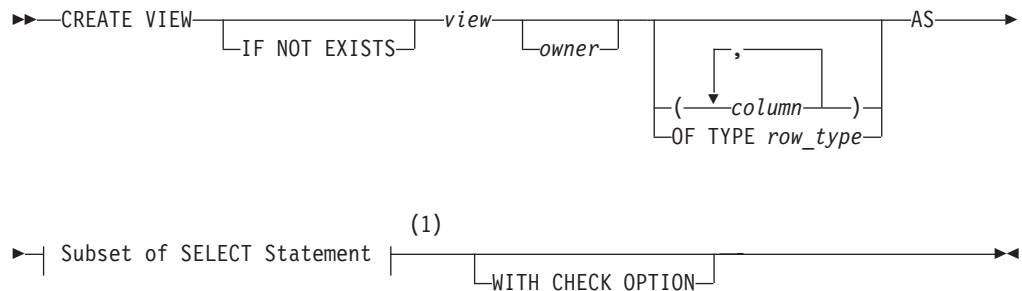 CREATE VIEW IF NOT EXISTS view owner ( column , ) OF TYPE row_type AS
(1)
Subset of SELECT Statement WITH CHECK OPTION